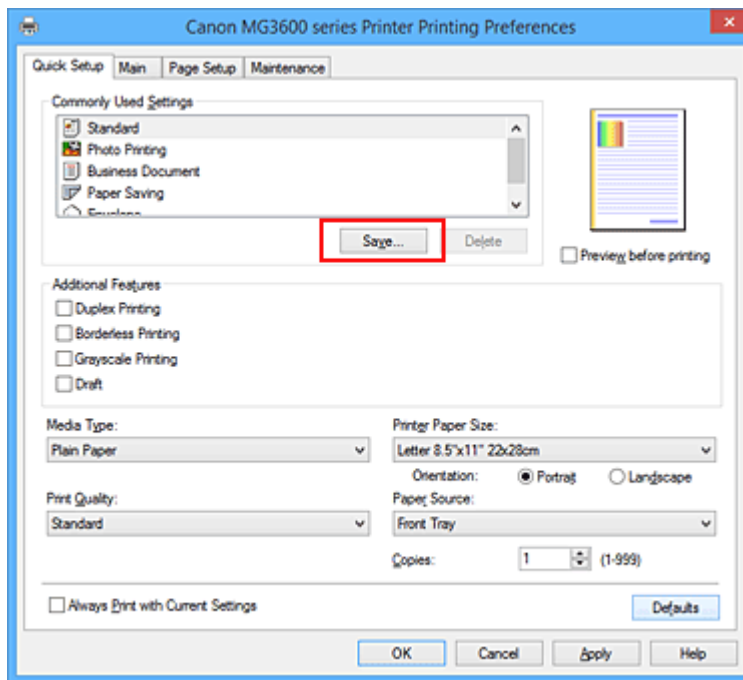 Canon MG3600 series Printer Printing Preferences
Quick Setup Main Page Setup Maintenance
Commonly Used Settings
Standard
Photo Printing
Business Document
Paper Saving
Envelope
Save... Delete
Preview before printing
Additional Features
Duplex Printing
Borderless Printing
Grayscale Printing
Draft
Media Type:
Plain Paper
Printer Paper Size:
Letter 8.5"x11" 22x28cm
Orientation: Portrait Landscape
Print Quality:
Standard
Paper Source:
Front Tray
Copies: 1 (1-999)
Always Print with Current Settings
Defaults
OK Cancel Apply Help